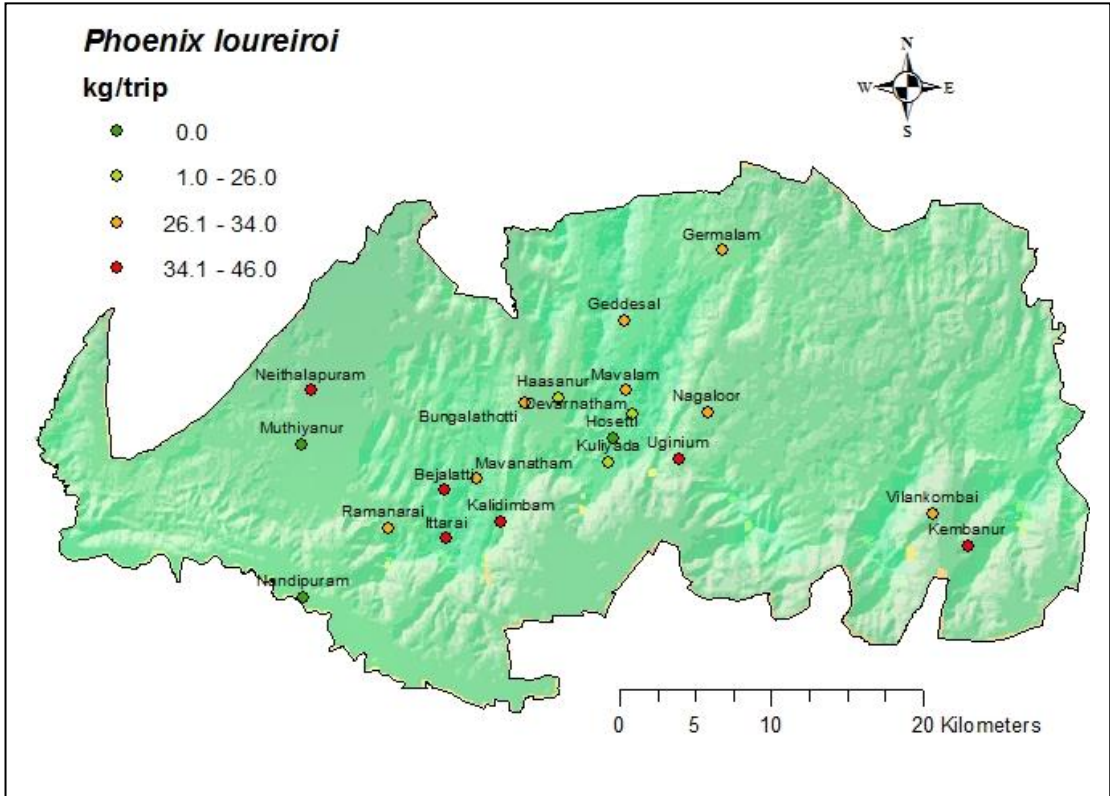 Phoenix loureiroi
kg/trip
0.0
1.0 - 26.0
26.1 - 34.0
34.1 - 46.0
N
W E
S
Germalam
Geddesal
Neithalapuram
Haasanur
Mavalam
Bungalathotti
Devarnatham
Nagaloor
Muthiyanur
Hosetti
Kuliyada
Uginium
Bejalatti
Mavanatham
Ramanarai
Ittarai
Kalidimbam
Vilankombai
Kembanur
Nandipuram
0 5 10 20 Kilometers